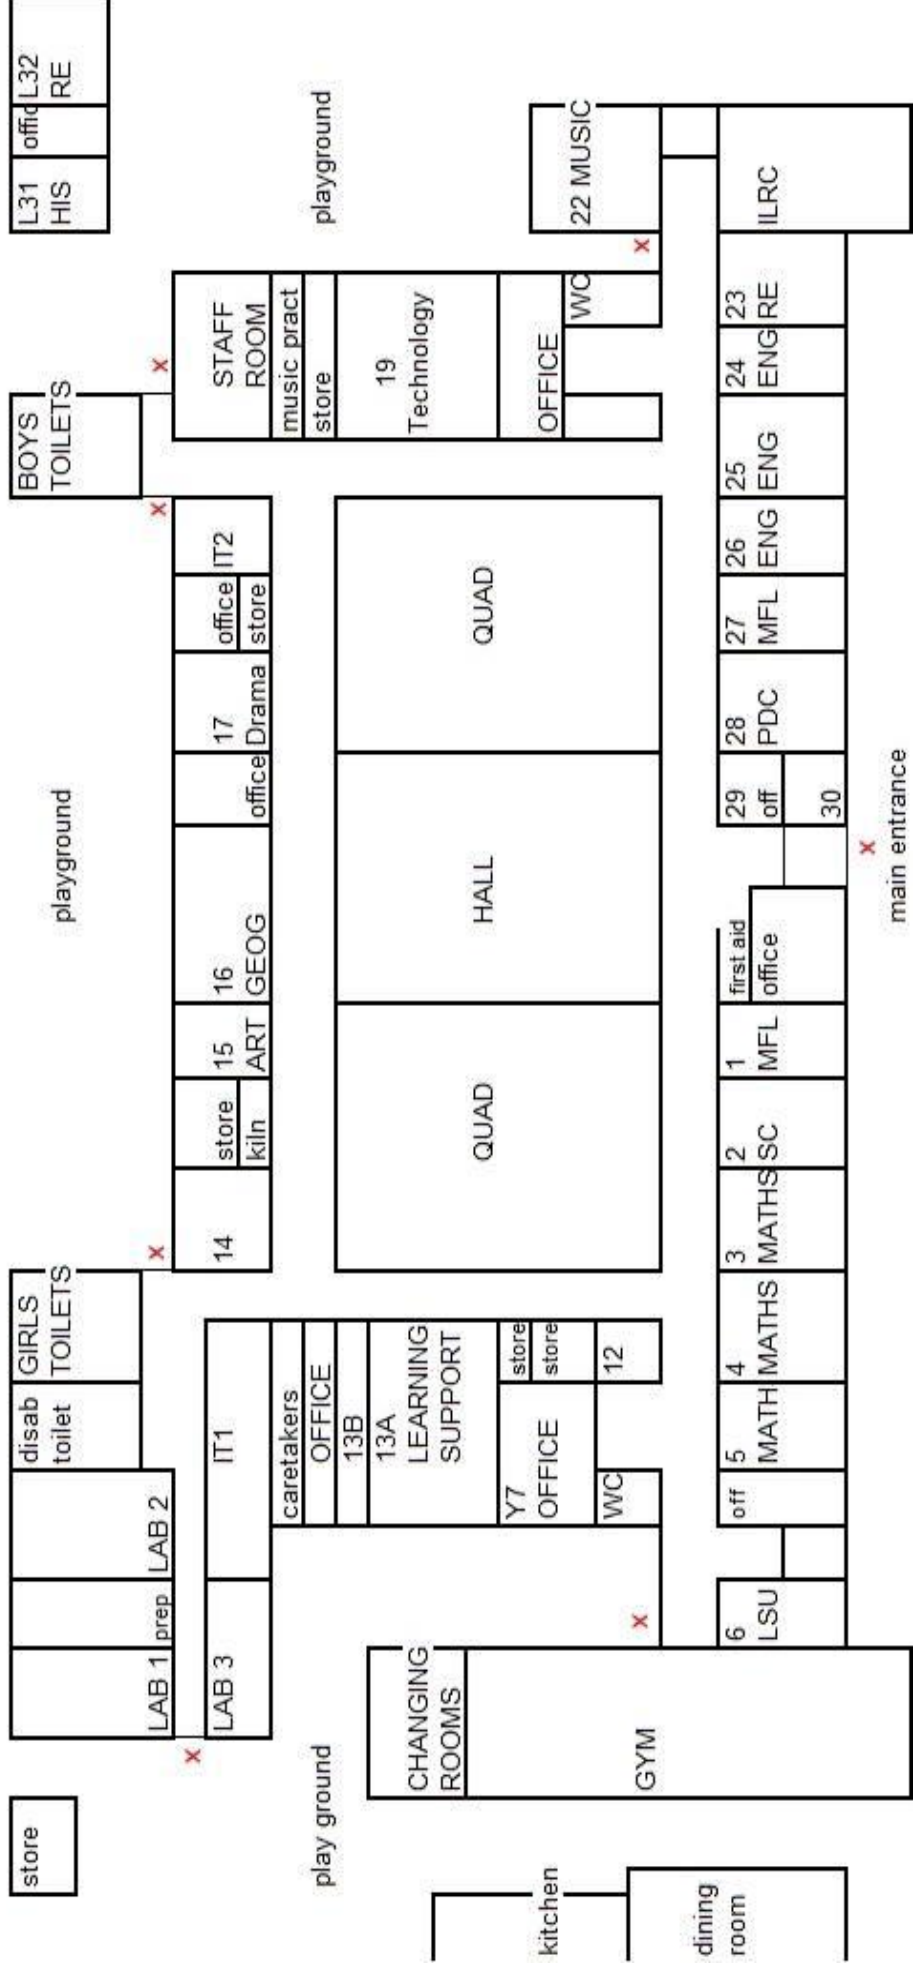 store
LAB 1
prep
LAB 2
disab
toilet
GIRLS
TOILETS
playground
BOYS
TOILETS
L31
HIS
offic
L32
RE
x
x
x
x
LAB 3
IT1
14
store
kiln
15
ART
16
GEOG
office
17
Drama
office
store
IT2
STAFF
ROOM
music pract
store
19
Technology
OFFICE
WC
playground
22 MUSIC
x
play ground
caretakers
OFFICE
13B
13A
LEARNING
SUPPORT
Y7
OFFICE
store
store
WC
12
QUAD
HALL
QUAD
kitchen
dining
room
CHANGING
ROOMS
GYM
x
6
LSU
off
5
MATH
4
MATHS
3
MATHS
2
SC
1
MFL
first aid
office
29
off
30
28
PDC
27
MFL
26
ENG
25
ENG
24
ENG
23
RE
ILRC
x
main entrance